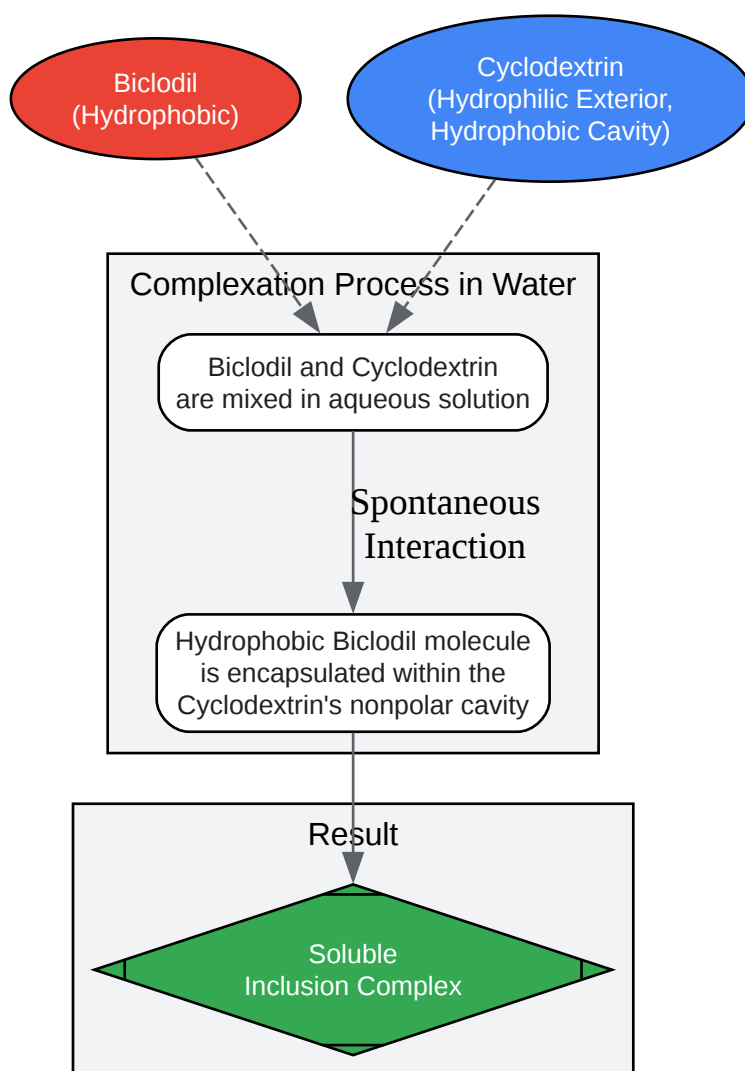 Biclodil
(Hydrophobic)
Cyclodextrin
(Hydrophilic Exterior,
Hydrophobic Cavity)
Complexation Process in Water
Biclodil and Cyclodextrin
are mixed in aqueous solution
Spontaneous
Interaction
Hydrophobic Biclodil molecule
is encapsulated within the
Cyclodextrin's nonpolar cavity
Result
Soluble
Inclusion Complex